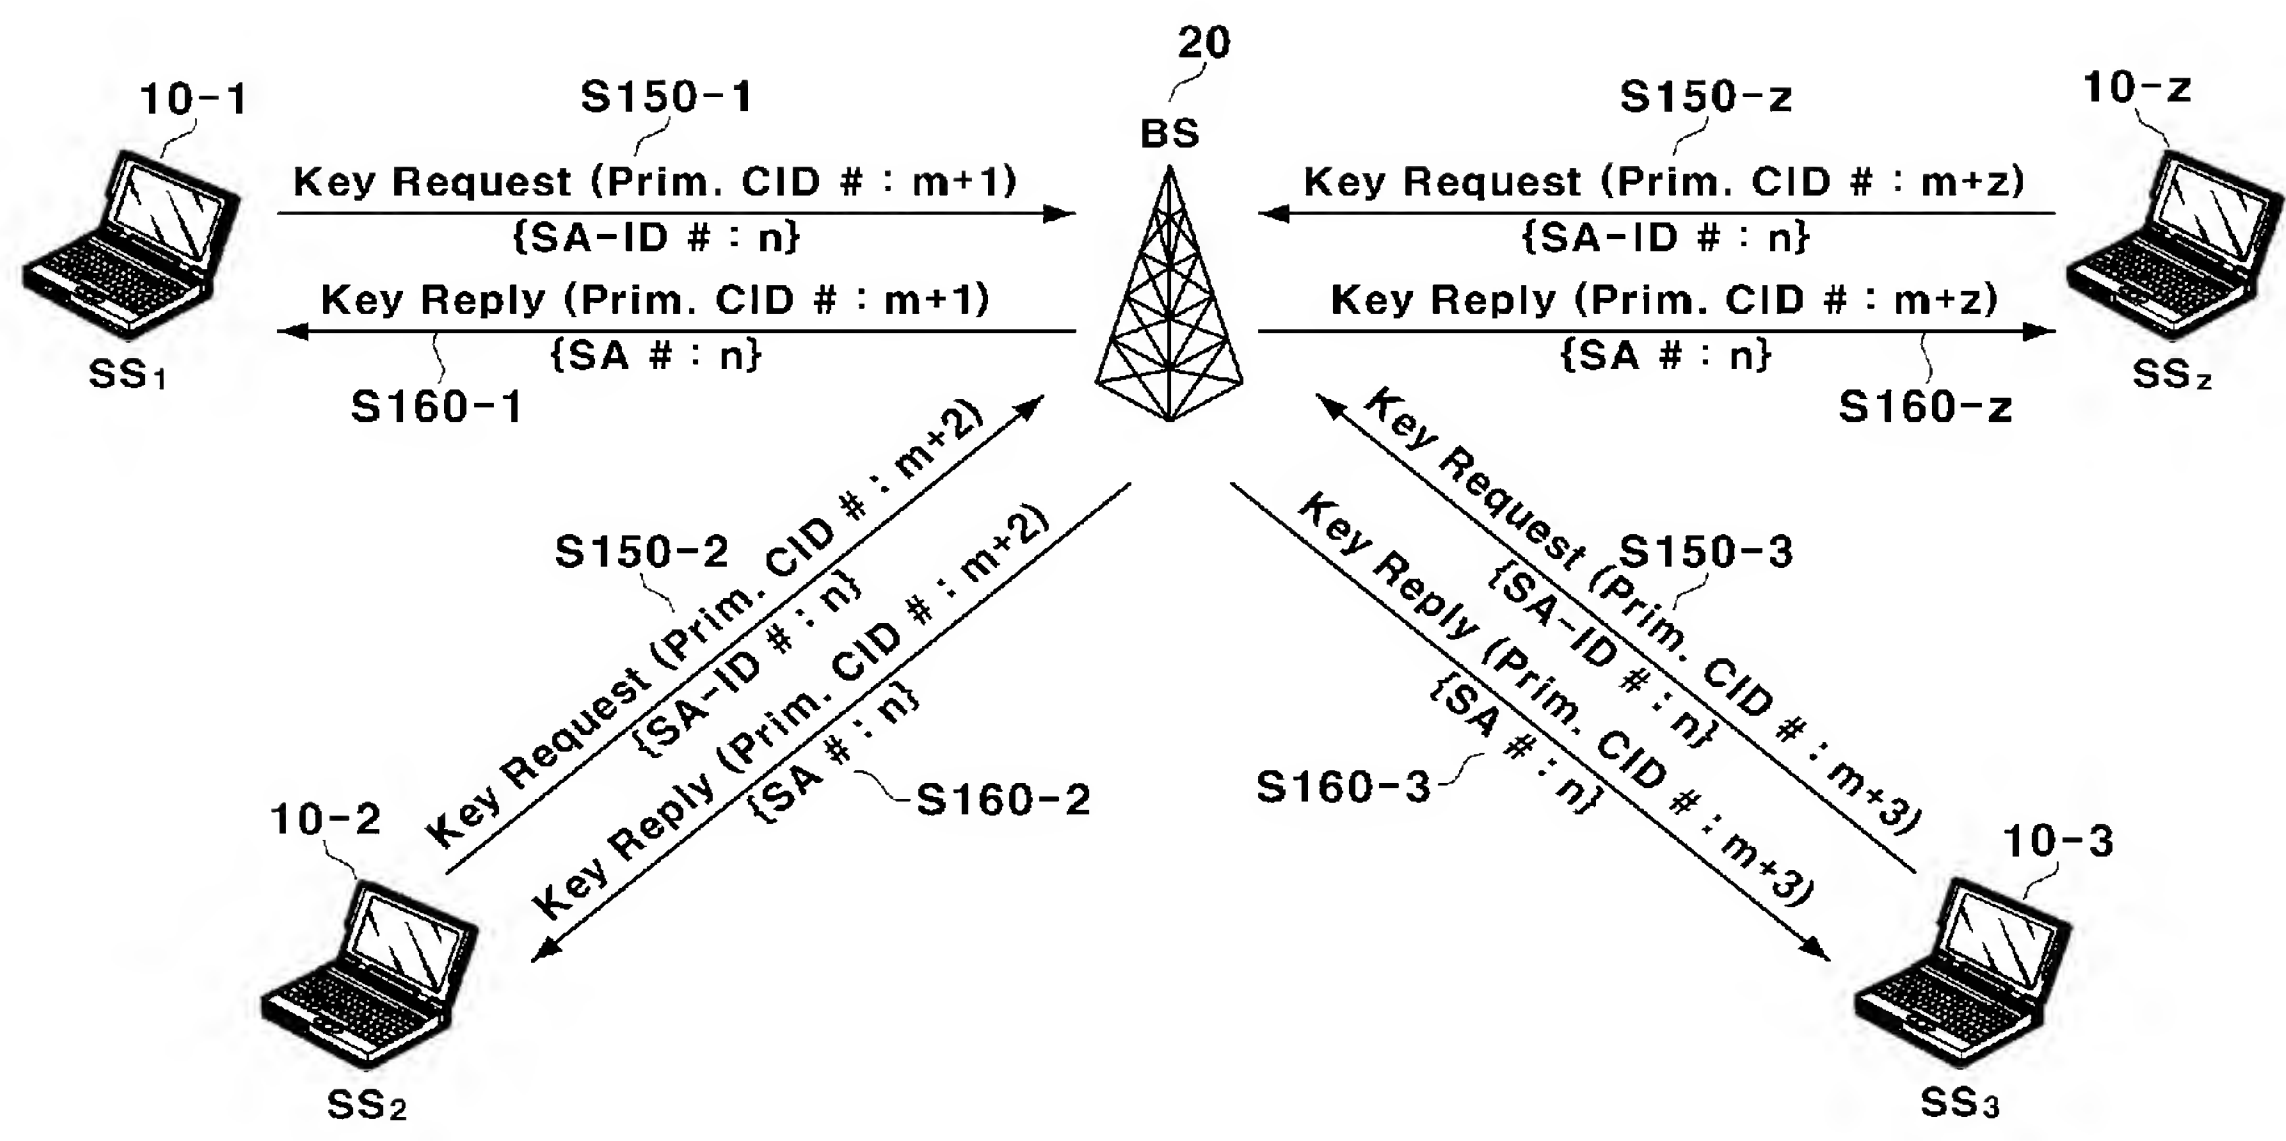 20
10-1
S150-1
S150-z
10-z
BS
Key Request (Prim. CID # : m+1)
{SA-ID # : n}
Key Reply (Prim. CID # : m+1)
{SA # : n}
SS1
S160-1
Key Request (Prim. CID # : m+z)
{SA-ID # : n}
Key Reply (Prim. CID # : m+z)
{SA # : n}
SSz
S160-z
S150-2
Key Request (Prim. CID # : m+2)
{SA-ID # : n}
Key Reply (Prim. CID # : m+2)
{SA # : n}
S160-2
10-2
SS2
Key Request (Prim. CID # : m+3)
S150-3
{SA-ID # : n}
Key Reply (Prim. CID # : m+3)
{SA # : n}
S160-3
10-3
SS3